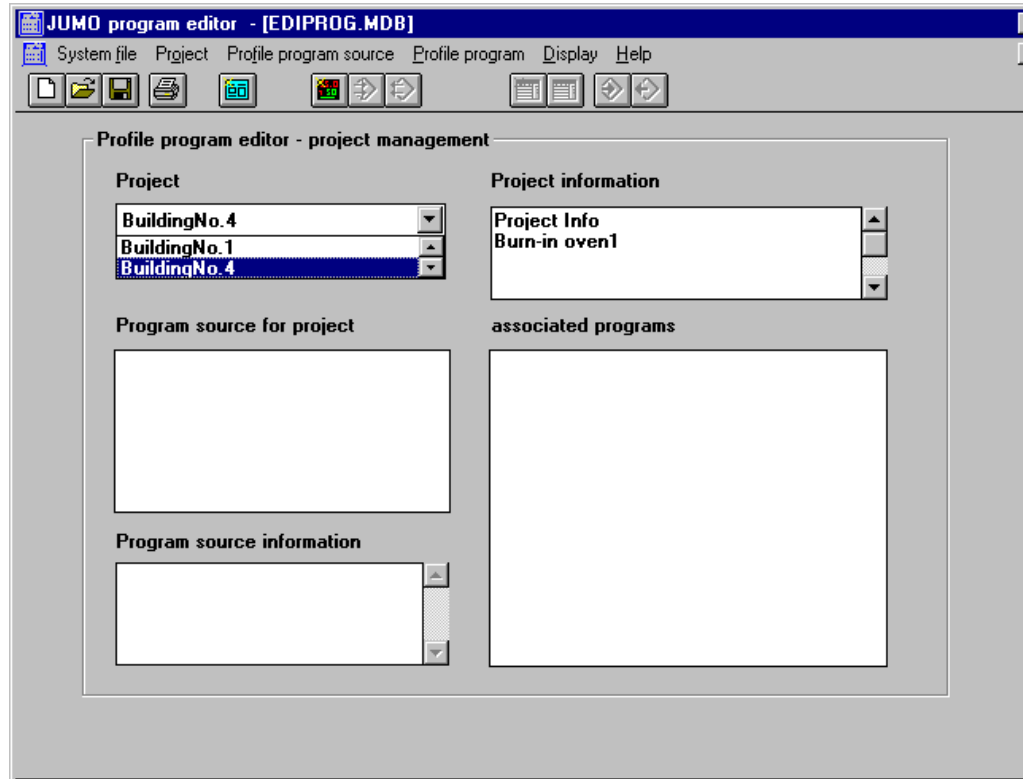 JUMO program editor - [EDIPROG.MDB]
System file Project Profile program source Profile program Display Help
Profile program editor - project management
Project
Project information
BuildingNo.4
BuildingNo.1
BuildingNo.4
Project Info
Burn-in oven1
Program source for project
associated programs
Program source information